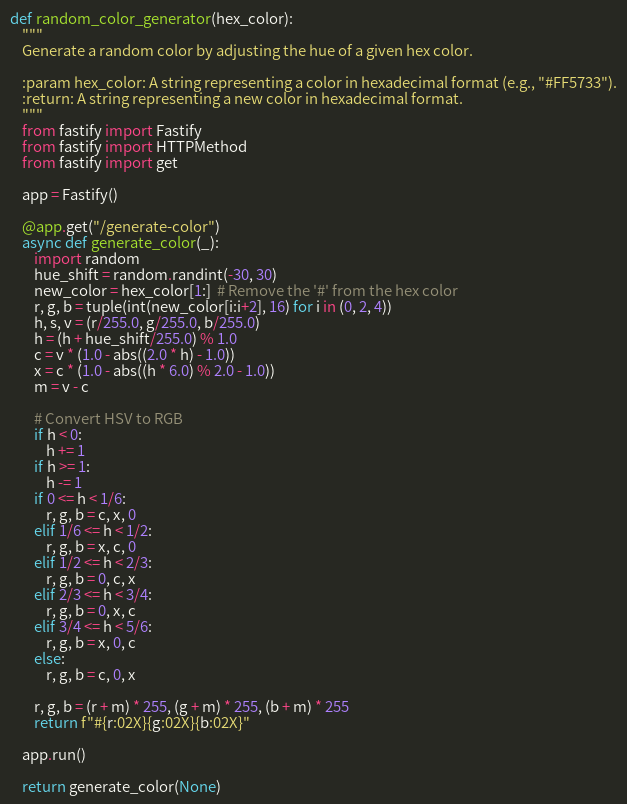 def random_color_generator(hex_color):
    """
    Generate a random color by adjusting the hue of a given hex color.

    :param hex_color: A string representing a color in hexadecimal format (e.g., "#FF5733").
    :return: A string representing a new color in hexadecimal format.
    """
    from fastify import Fastify
    from fastify import HTTPMethod
    from fastify import get

    app = Fastify()

    @app.get("/generate-color")
    async def generate_color(_):
        import random
        hue_shift = random.randint(-30, 30)
        new_color = hex_color[1:]  # Remove the '#' from the hex color
        r, g, b = tuple(int(new_color[i:i+2], 16) for i in (0, 2, 4))
        h, s, v = (r/255.0, g/255.0, b/255.0)
        h = (h + hue_shift/255.0) % 1.0
        c = v * (1.0 - abs((2.0 * h) - 1.0))
        x = c * (1.0 - abs((h * 6.0) % 2.0 - 1.0))
        m = v - c

        # Convert HSV to RGB
        if h < 0:
            h += 1
        if h >= 1:
            h -= 1
        if 0 <= h < 1/6:
            r, g, b = c, x, 0
        elif 1/6 <= h < 1/2:
            r, g, b = x, c, 0
        elif 1/2 <= h < 2/3:
            r, g, b = 0, c, x
        elif 2/3 <= h < 3/4:
            r, g, b = 0, x, c
        elif 3/4 <= h < 5/6:
            r, g, b = x, 0, c
        else:
            r, g, b = c, 0, x

        r, g, b = (r + m) * 255, (g + m) * 255, (b + m) * 255
        return f"#{r:02X}{g:02X}{b:02X}"

    app.run()

    return generate_color(None)